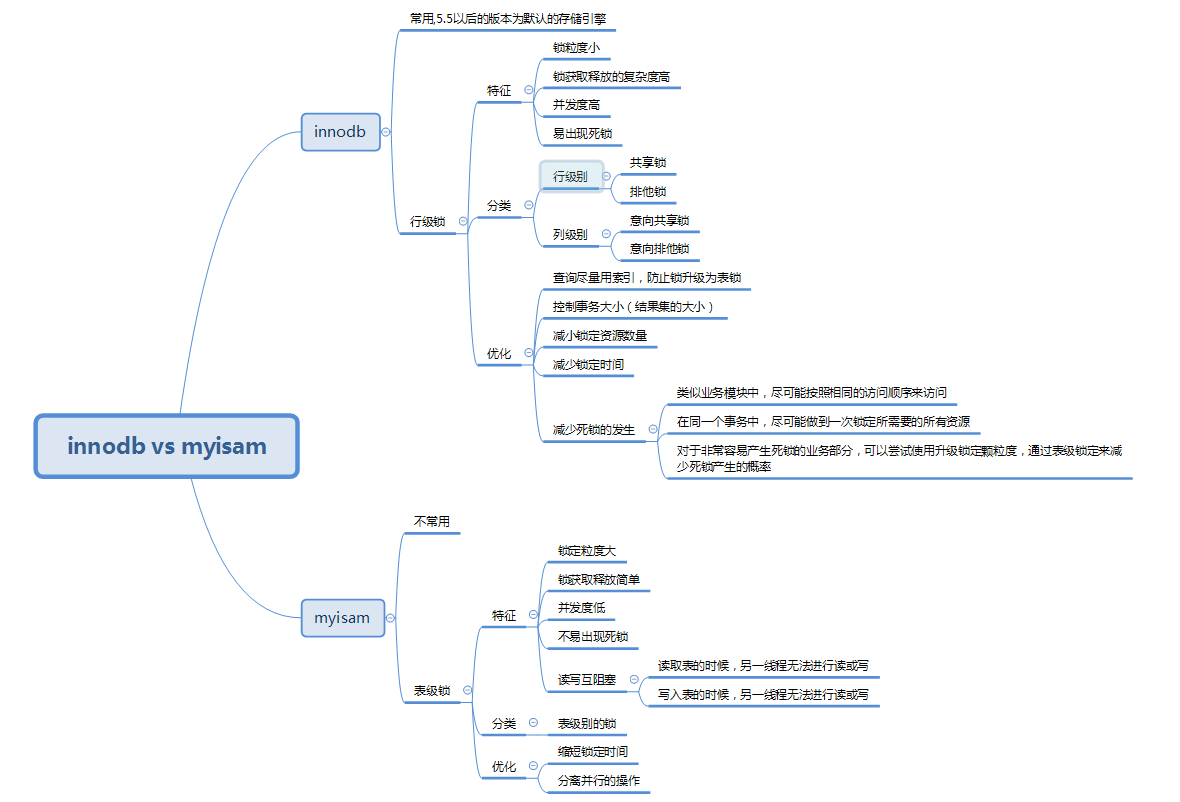 innodb vs myisam
innodb
常用,5.5以后的版本为默认的存储引擎
行级锁
特征
锁粒度小
锁获取释放的复杂度高
并发度高
易出现死锁
分类
行级别
共享锁
排他锁
列级别
意向共享锁
意向排他锁
优化
查询尽量用索引，防止锁升级为表锁
控制事务大小（结果集的大小）
减小锁定资源数量
减少锁定时间
减少死锁的发生
类似业务模块中，尽可能按照相同的访问顺序来访问
在同一个事务中，尽可能做到一次锁定所需要的所有资源
对于非常容易产生死锁的业务部分，可以尝试使用升级锁定颗粒度，通过表级锁定来减
少死锁产生的概率
myisam
不常用
表级锁
特征
锁定粒度大
锁获取释放简单
并发度低
不易出现死锁
读写互阻塞
读取表的时候，另一线程无法进行读或写
写入表的时候，另一线程无法进行读或写
分类
表级别的锁
优化
缩短锁定时间
分离并行的操作